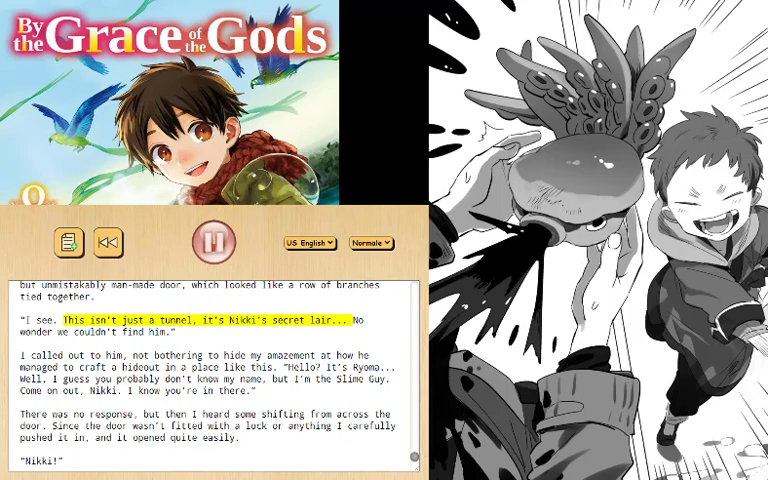 By the Grace of the Gods
US English
Normale
but unmistakably man-made door, which looked like a row of branches
tied together.
“I see. This isn’t just a tunnel, it’s Nikki’s secret lair... No
wonder we couldn’t find him.”
I called out to him, not bothering to hide my amazement at how he
managed to craft a hideout in a place like this. “Hello? It’s Ryoma...
Well, I guess you probably don’t know my name, but I’m the Slime Guy.
Come on out, Nikki. I know you’re in there.”
There was no response, but then I heard some shifting from across the
door. Since the door wasn’t fitted with a lock or anything I carefully
pushed it in, and it opened quite easily.
“Nikki!”